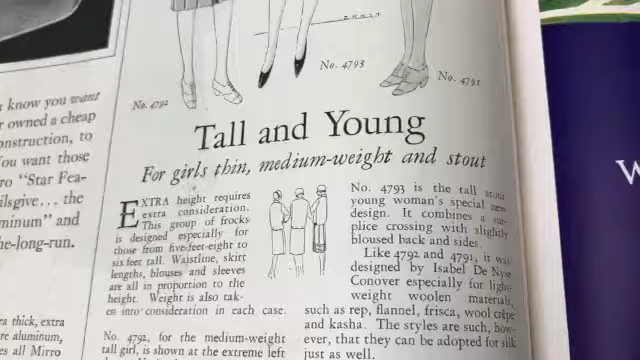 know you want
owned a cheap
onstruction, to
ou want those
ro "Star Fea-
ilsgive... the
minum" and
he-long-run.
a thick, extra
re aluminum,
es all Mirro
No. 4792
No. 4793
No. 4791
Tall and Young
For girls thin, medium-weight and stout
EXTRA height requires
extra consideration.
This group of frocks
is designed especially for
those from five-feet-eight to
six feet tall. Waistline, skirt
lengths, blouses and sleeves
are all in proportion to the
height. Weight is also tak-
en into consideration in each case.
No. 4792, for the medium-weight
tall girl, is shown at the extreme left
No. 4793 is the tall stout
young woman's special new
design. It combines a sur-
plice crossing with slightly
bloused back and sides.
Like 4792 and 4791, it was
designed by Isabel De Nyse
Conover especially for light-
weight woolen materials,
such as rep, flannel, frisca, wool crêpe
and kasha. The styles are such, how-
ever, that they can be adopted for silk
just as well.
W